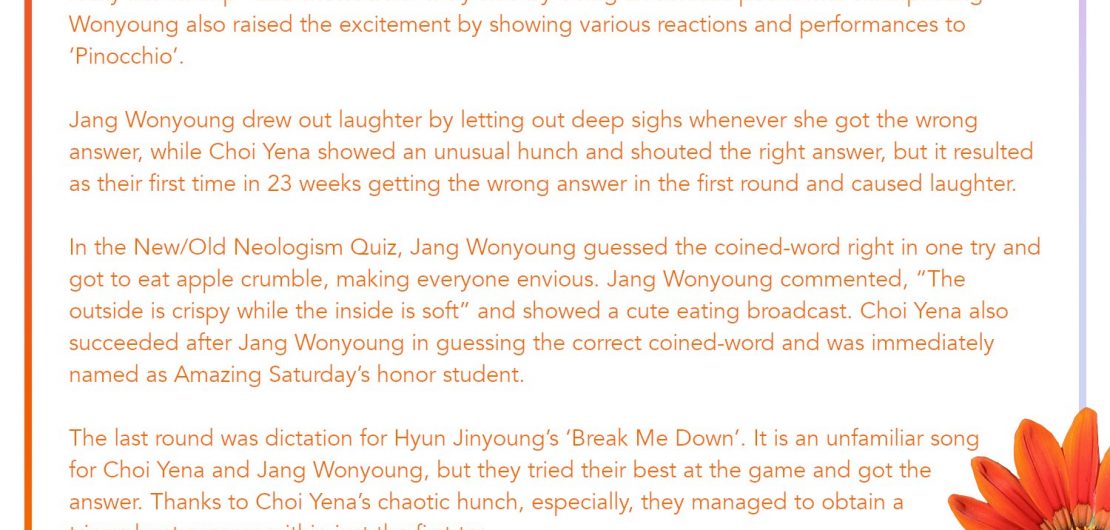 Wonyoung also raised the excitement by showing various reactions and performances to
‘Pinocchio’.
Jang Wonyoung drew out laughter by letting out deep sighs whenever she got the wrong
answer, while Choi Yena showed an unusual hunch and shouted the right answer, but it resulted
as their first time in 23 weeks getting the wrong answer in the first round and caused laughter.
In the New/Old Neologism Quiz, Jang Wonyoung guessed the coined-word right in one try and
got to eat apple crumble, making everyone envious. Jang Wonyoung commented, “The
outside is crispy while the inside is soft” and showed a cute eating broadcast. Choi Yena also
succeeded after Jang Wonyoung in guessing the correct coined-word and was immediately
named as Amazing Saturday’s honor student.
The last round was dictation for Hyun Jinyoung’s ‘Break Me Down’. It is an unfamiliar song
for Choi Yena and Jang Wonyoung, but they tried their best at the game and got the
answer. Thanks to Choi Yena’s chaotic hunch, especially, they managed to obtain a